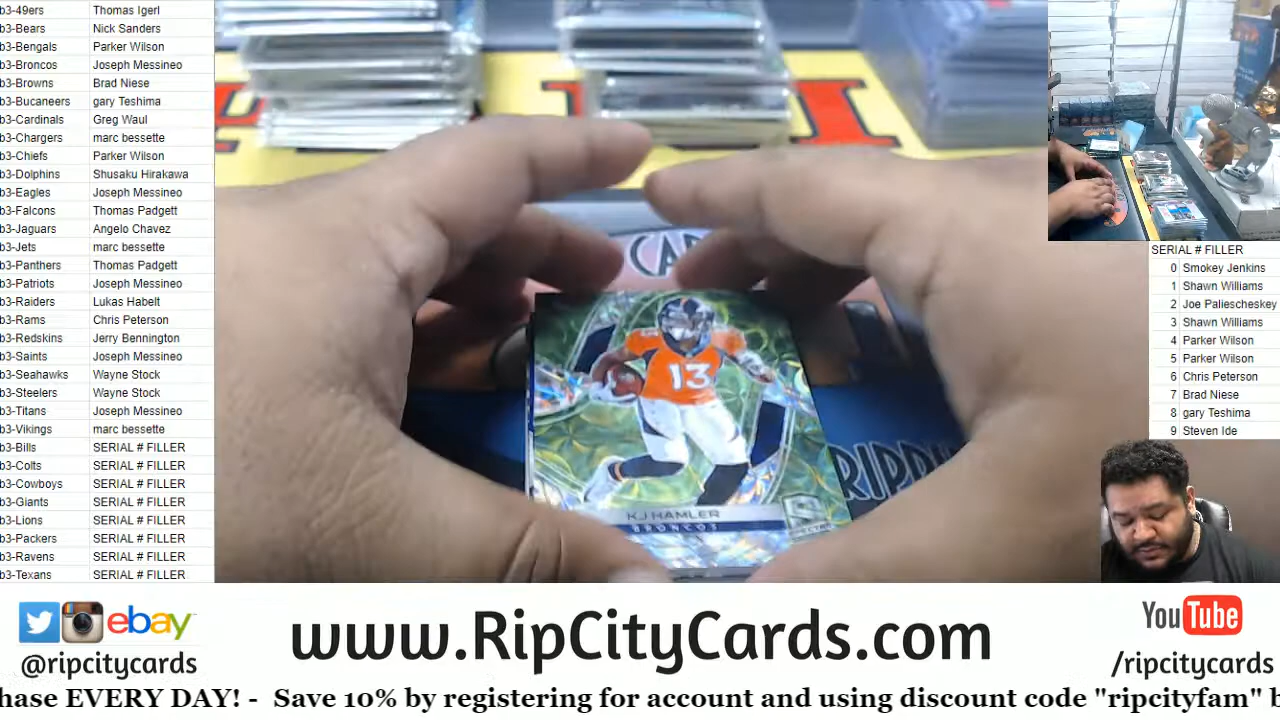 b3-49ers Thomas Igerl
b3-Bears Nick Sanders
b3-Bengals Parker Wilson
b3-Broncos Joseph Messineo
b3-Browns Brad Niese
b3-Bucaneers gary Teshima
b3-Cardinals Greg Waul
b3-Chargers marc bessette
b3-Chiefs Parker Wilson
b3-Dolphins Shusaku Hirakawa
b3-Eagles Joseph Messineo
b3-Falcons Thomas Padgett
b3-Jaguars Angelo Chavez
b3-Jets marc bessette
b3-Panthers Thomas Padgett
b3-Patriots Joseph Messineo
b3-Raiders Lukas Habelt
b3-Rams Chris Peterson
b3-Redskins Jerry Bennington
b3-Saints Joseph Messineo
b3-Seahawks Wayne Stock
b3-Steelers Wayne Stock
b3-Titans Joseph Messineo
b3-Vikings marc bessette
b3-Bills SERIAL # FILLER
b3-Colts SERIAL # FILLER
b3-Cowboys SERIAL # FILLER
b3-Giants SERIAL # FILLER
b3-Lions SERIAL # FILLER
b3-Packers SERIAL # FILLER
b3-Ravens SERIAL # FILLER
b3-Texans SERIAL # FILLER
CAR
13
KJ HAMLER
BRONCOS
SPECTRA
RIPPI
SERIAL # FILLER
0 Smokey Jenkins
1 Shawn Williams
2 Joe Paliescheskey
3 Shawn Williams
4 Parker Wilson
5 Parker Wilson
6 Chris Peterson
7 Brad Niese
8 gary Teshima
9 Steven Ide
ebay
@ripcitycards
www.RipCityCards.com
YouTube
/ripcitycards
hase EVERY DAY! - Save 10% by registering for account and using discount code "ripcityfam" b